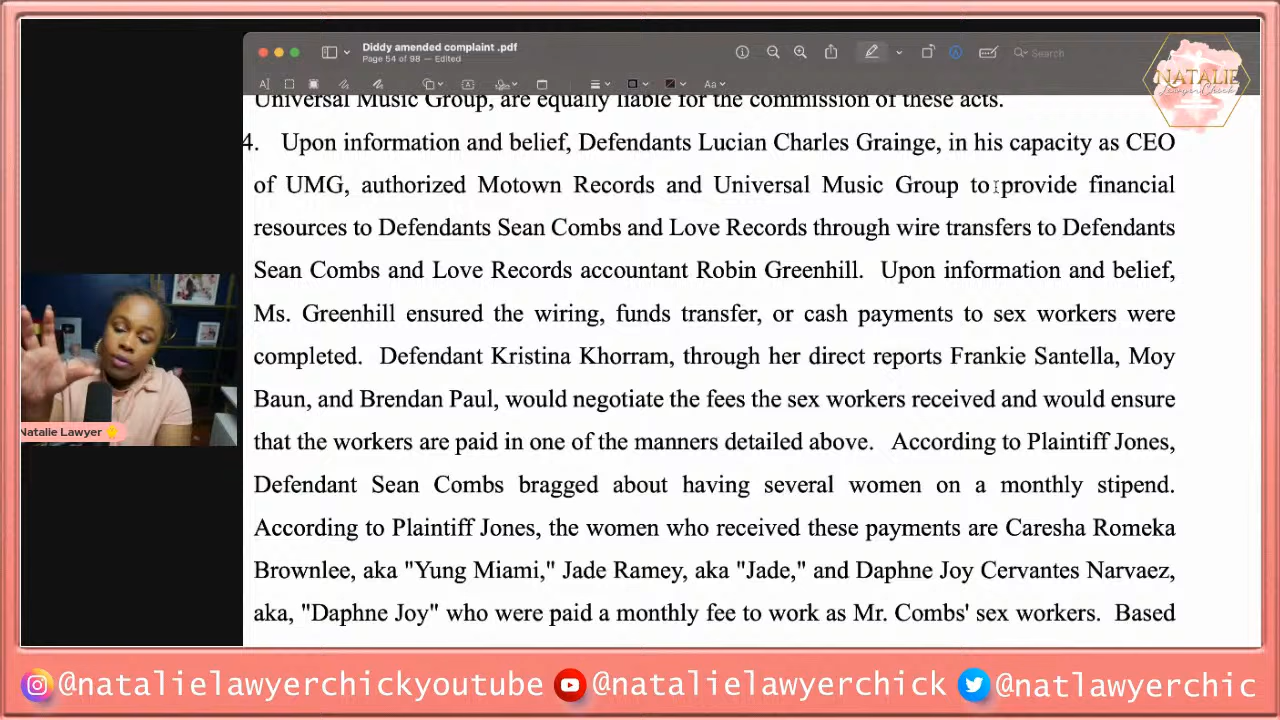 Diddy amended complaint .pdf
Page 54 of 98 — Edited
Search
NATALIE
LawyerChick
Universal Music Group, are equally liable for the commission of these acts.
4. Upon information and belief, Defendants Lucian Charles Grainge, in his capacity as CEO
of UMG, authorized Motown Records and Universal Music Group to provide financial
resources to Defendants Sean Combs and Love Records through wire transfers to Defendants
Sean Combs and Love Records accountant Robin Greenhill. Upon information and belief,
Ms. Greenhill ensured the wiring, funds transfer, or cash payments to sex workers were
completed. Defendant Kristina Khorram, through her direct reports Frankie Santella, Moy
Baun, and Brendan Paul, would negotiate the fees the sex workers received and would ensure
that the workers are paid in one of the manners detailed above. According to Plaintiff Jones,
Defendant Sean Combs bragged about having several women on a monthly stipend.
According to Plaintiff Jones, the women who received these payments are Caresha Romeka
Brownlee, aka "Yung Miami," Jade Ramey, aka "Jade," and Daphne Joy Cervantes Narvaez,
aka, "Daphne Joy" who were paid a monthly fee to work as Mr. Combs' sex workers. Based
Natalie Lawyer
@natalielawyerchickyoutube @natalielawyerchick @natlawyerchic